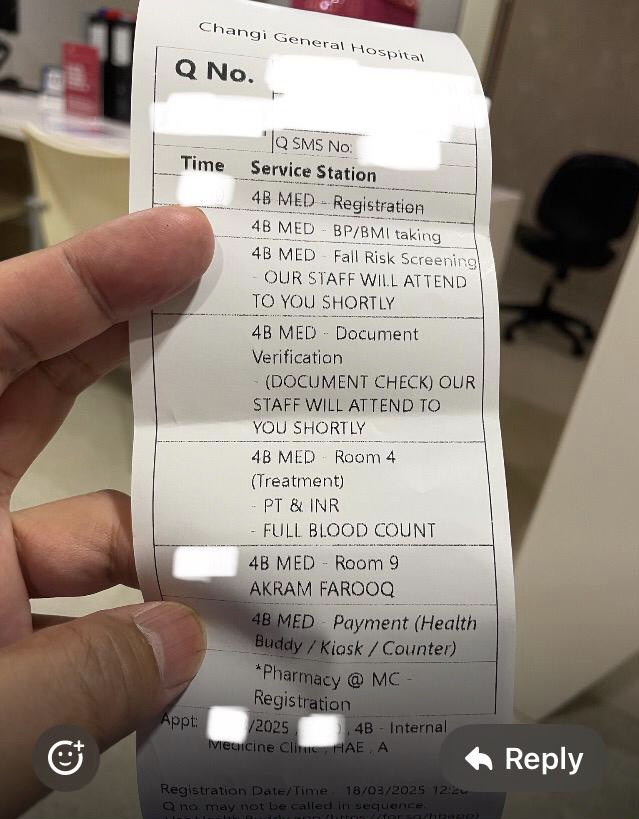 Changi General Hospital
Q No.
Q SMS No:
Time Service Station
4B MED - Registration
4B MED - BP/BMI taking
4B MED - Fall Risk Screening
- OUR STAFF WILL ATTEND
TO YOU SHORTLY
4B MED - Document
Verification
- (DOCUMENT CHECK) OUR
STAFF WILL ATTEND TO
YOU SHORTLY
4B MED - Room 4
(Treatment)
- PT & INR
- FULL BLOOD COUNT
4B MED - Room 9
AKRAM FAROOQ
4B MED - Payment (Health
Buddy / Kiosk / Counter)
*Pharmacy @ MC -
Registration
Appt: /2025 , 4B - Internal
Medicine Clinic , HAE , A
Registration Date/Time : 18/03/2025
Q no. may not be called in sequence.
Reply